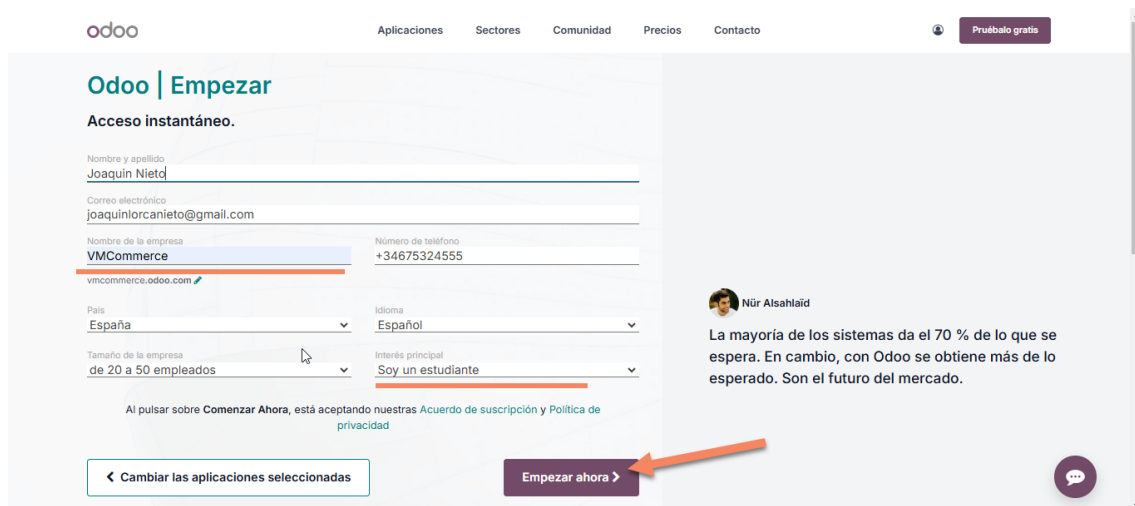 odoo
Aplicaciones Sectores Comunidad Precios Contacto Pruébalo gratis
Odoo | Empezar
Acceso instantáneo.
Nombre y apellido
Joaquin Nieto
Correo electrónico
joaquinlorcanieto@gmail.com
Nombre de la empresa Número de teléfono
VMCommerce +34675324555
vmcommerce.odoo.com
País Idioma
España Español
Tamaño de la empresa Interés principal
de 20 a 50 empleados Soy un estudiante
Al pulsar sobre Comenzar Ahora, está aceptando nuestras Acuerdo de suscripción y Política de
privacidad
Cambiar las aplicaciones seleccionadas Empezar ahora
Nür Alsahlaïd
La mayoría de los sistemas da el 70 % de lo que se
espera. En cambio, con Odoo se obtiene más de lo
esperado. Son el futuro del mercado.